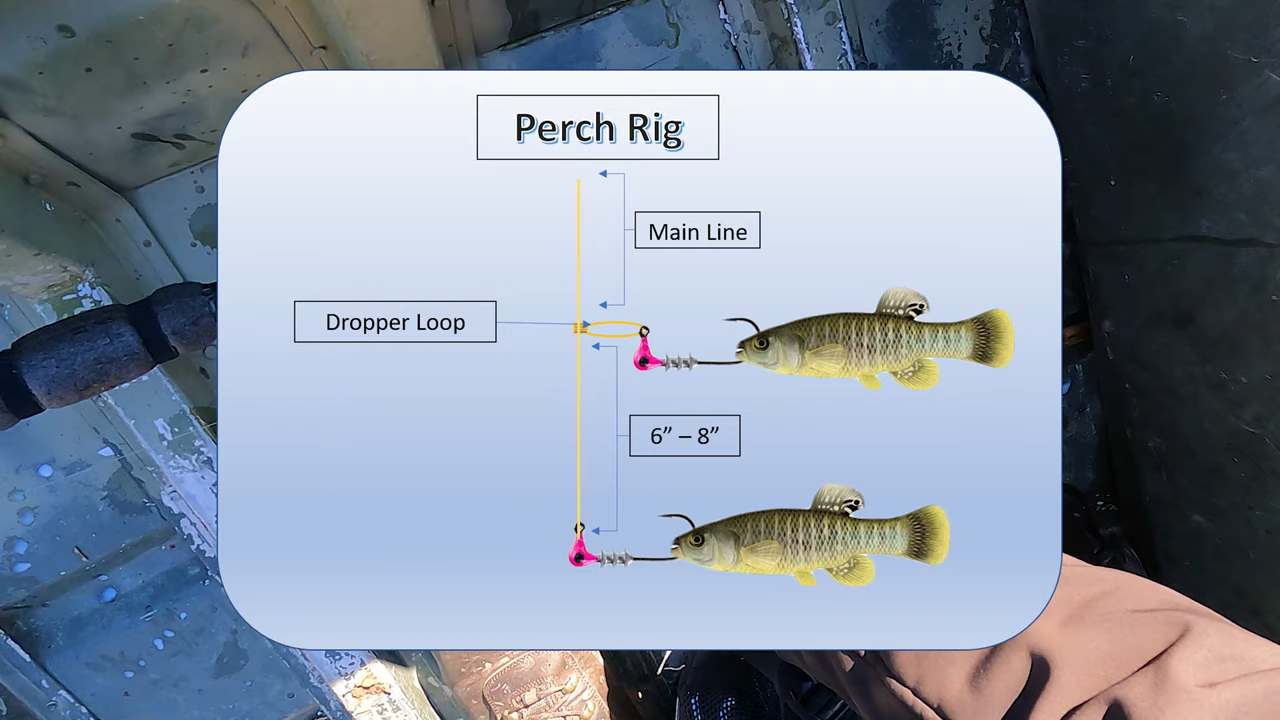 Perch Rig
Main Line
Dropper Loop
6” – 8”